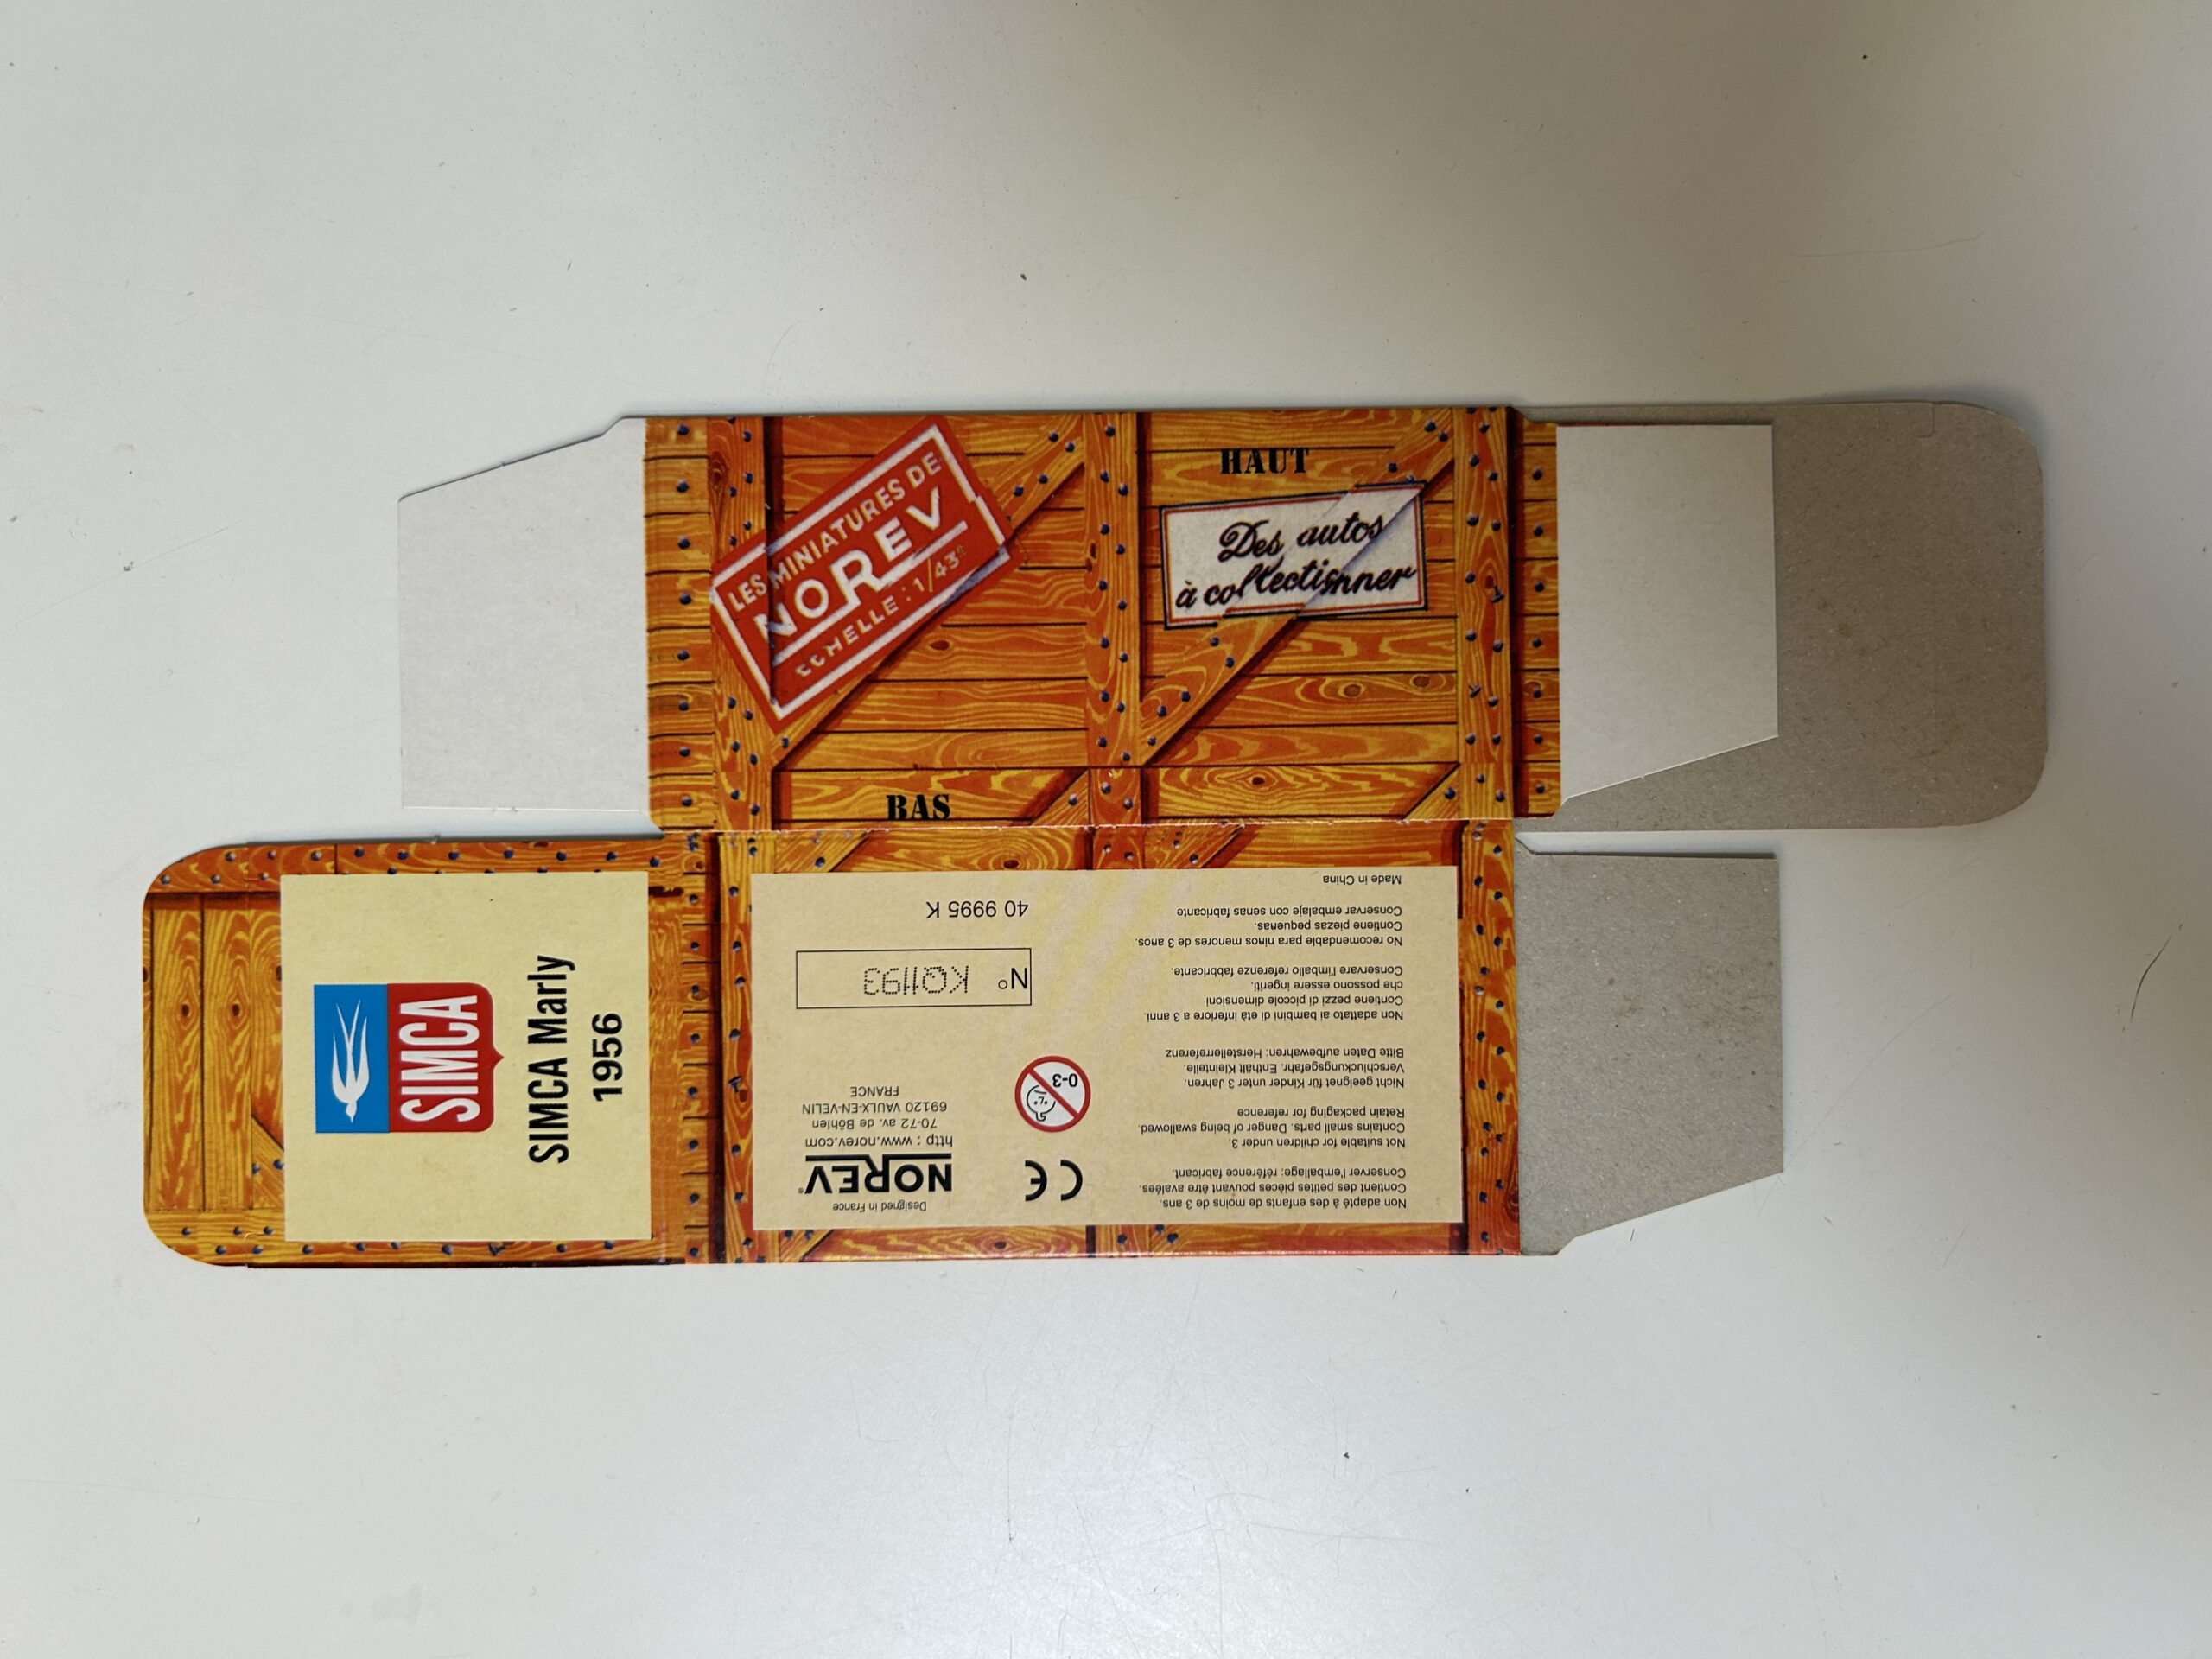 LES MINIATURES DE
NOREV
ECHELLE : 1/43e
HAUT
Des autos
à collectionner
BAS
SIMCA
SIMCA Marly
1956
Designed in France
NOREV®
http : www.norev.com
70-72 av. de Böhlen
69120 VAULX-EN-VELIN
FRANCE
CE
0-3
N° KQ1193
40 9995 K
Non adapté à des enfants de moins de 3 ans.
Contient des petites pièces pouvant être avalées.
Conserver l'emballage: référence fabricant.
Not suitable for children under 3.
Contains small parts. Danger of being swallowed.
Retain packaging for reference
Nicht geeignet für Kinder unter 3 Jahren.
Verschluckungsgefahr. Enthält Kleinteile.
Bitte Daten aufbewahren: Herstellerreferenz
Non adattato ai bambini di età inferiore a 3 anni.
Contiene pezzi di piccole dimensioni
che possono essere ingeriti.
Conservare l'imballo referenze fabbricante.
No recomendable para ninos menores de 3 anos.
Contiene piezas pequenas.
Conservar embalaje con senas fabricante
Made in China